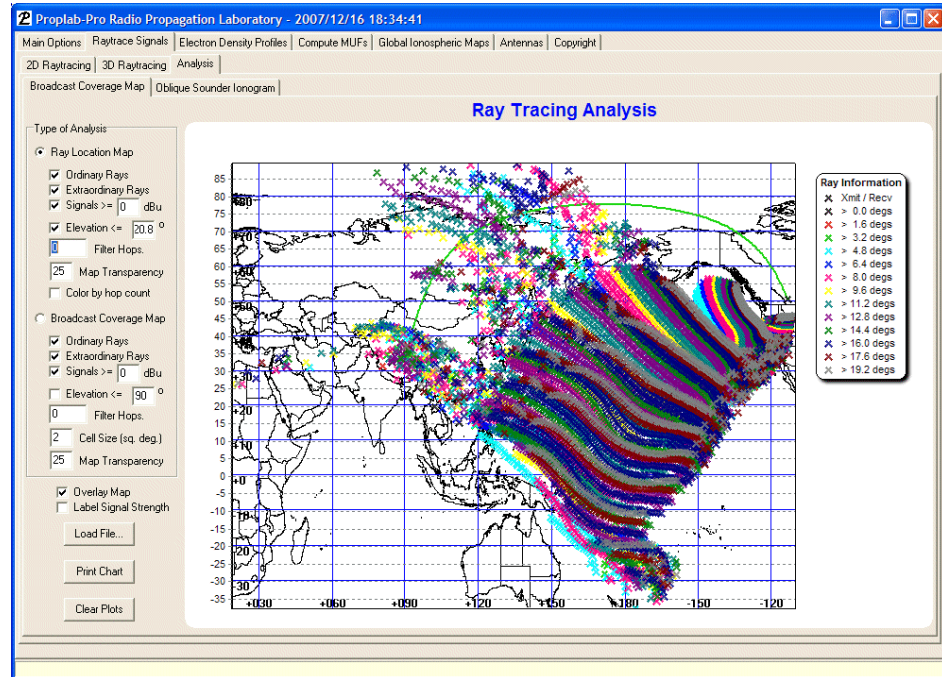 Proplab-Pro Radio Propagation Laboratory - 2007/12/16 18:34:41
Main Options Raytrace Signals Electron Density Profiles Compute MUFs Global Ionospheric Maps Antennas Copyright
2D Raytracing 3D Raytracing Analysis
Broadcast Coverage Map Oblique Sounder Ionogram
Ray Tracing Analysis
Type of Analysis
Ray Location Map
Ordinary Rays
Extraordinary Rays
Signals >= 0 dBu
Elevation <= 20.8 °
0 Filter Hops.
25 Map Transparency
Color by hop count
Broadcast Coverage Map
Ordinary Rays
Extraordinary Rays
Signals >= 0 dBu
Elevation <= 90 °
0 Filter Hops.
2 Cell Size (sq. deg.)
25 Map Transparency
Overlay Map
Label Signal Strength
Load File...
Print Chart
Clear Plots
85
80
75
70
65
60
55
50
45
40
35
30
25
20
15
10
5
0
-5
-10
-15
-20
-25
-30
-35
+20
+10
+0
-20
-30
+030
+060
+090
+120
+150
+180
-150
-120
Ray Information
Xmit / Recv
> 0.0 degs
> 1.6 degs
> 3.2 degs
> 4.8 degs
> 6.4 degs
> 8.0 degs
> 9.6 degs
> 11.2 degs
> 12.8 degs
> 14.4 degs
> 16.0 degs
> 17.6 degs
> 19.2 degs